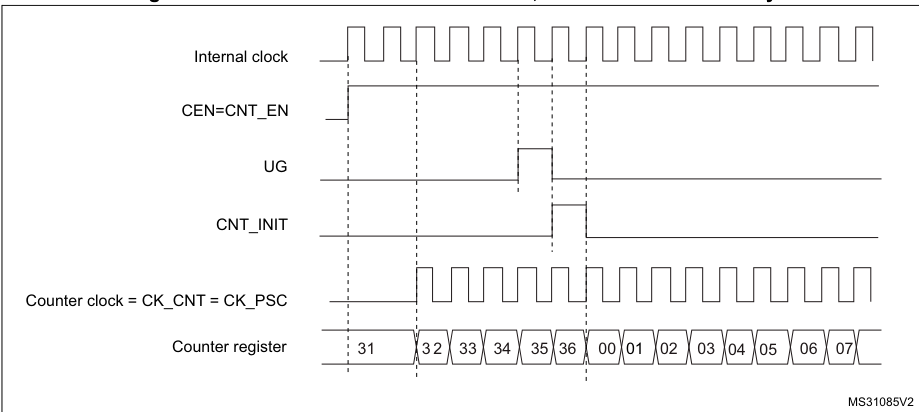 Internal clock
CEN=CNT_EN
UG
CNT_INIT
Counter clock = CK_CNT = CK_PSC
Counter register 31 32 33 34 35 36 00 01 02 03 04 05 06 07
MS31085V2